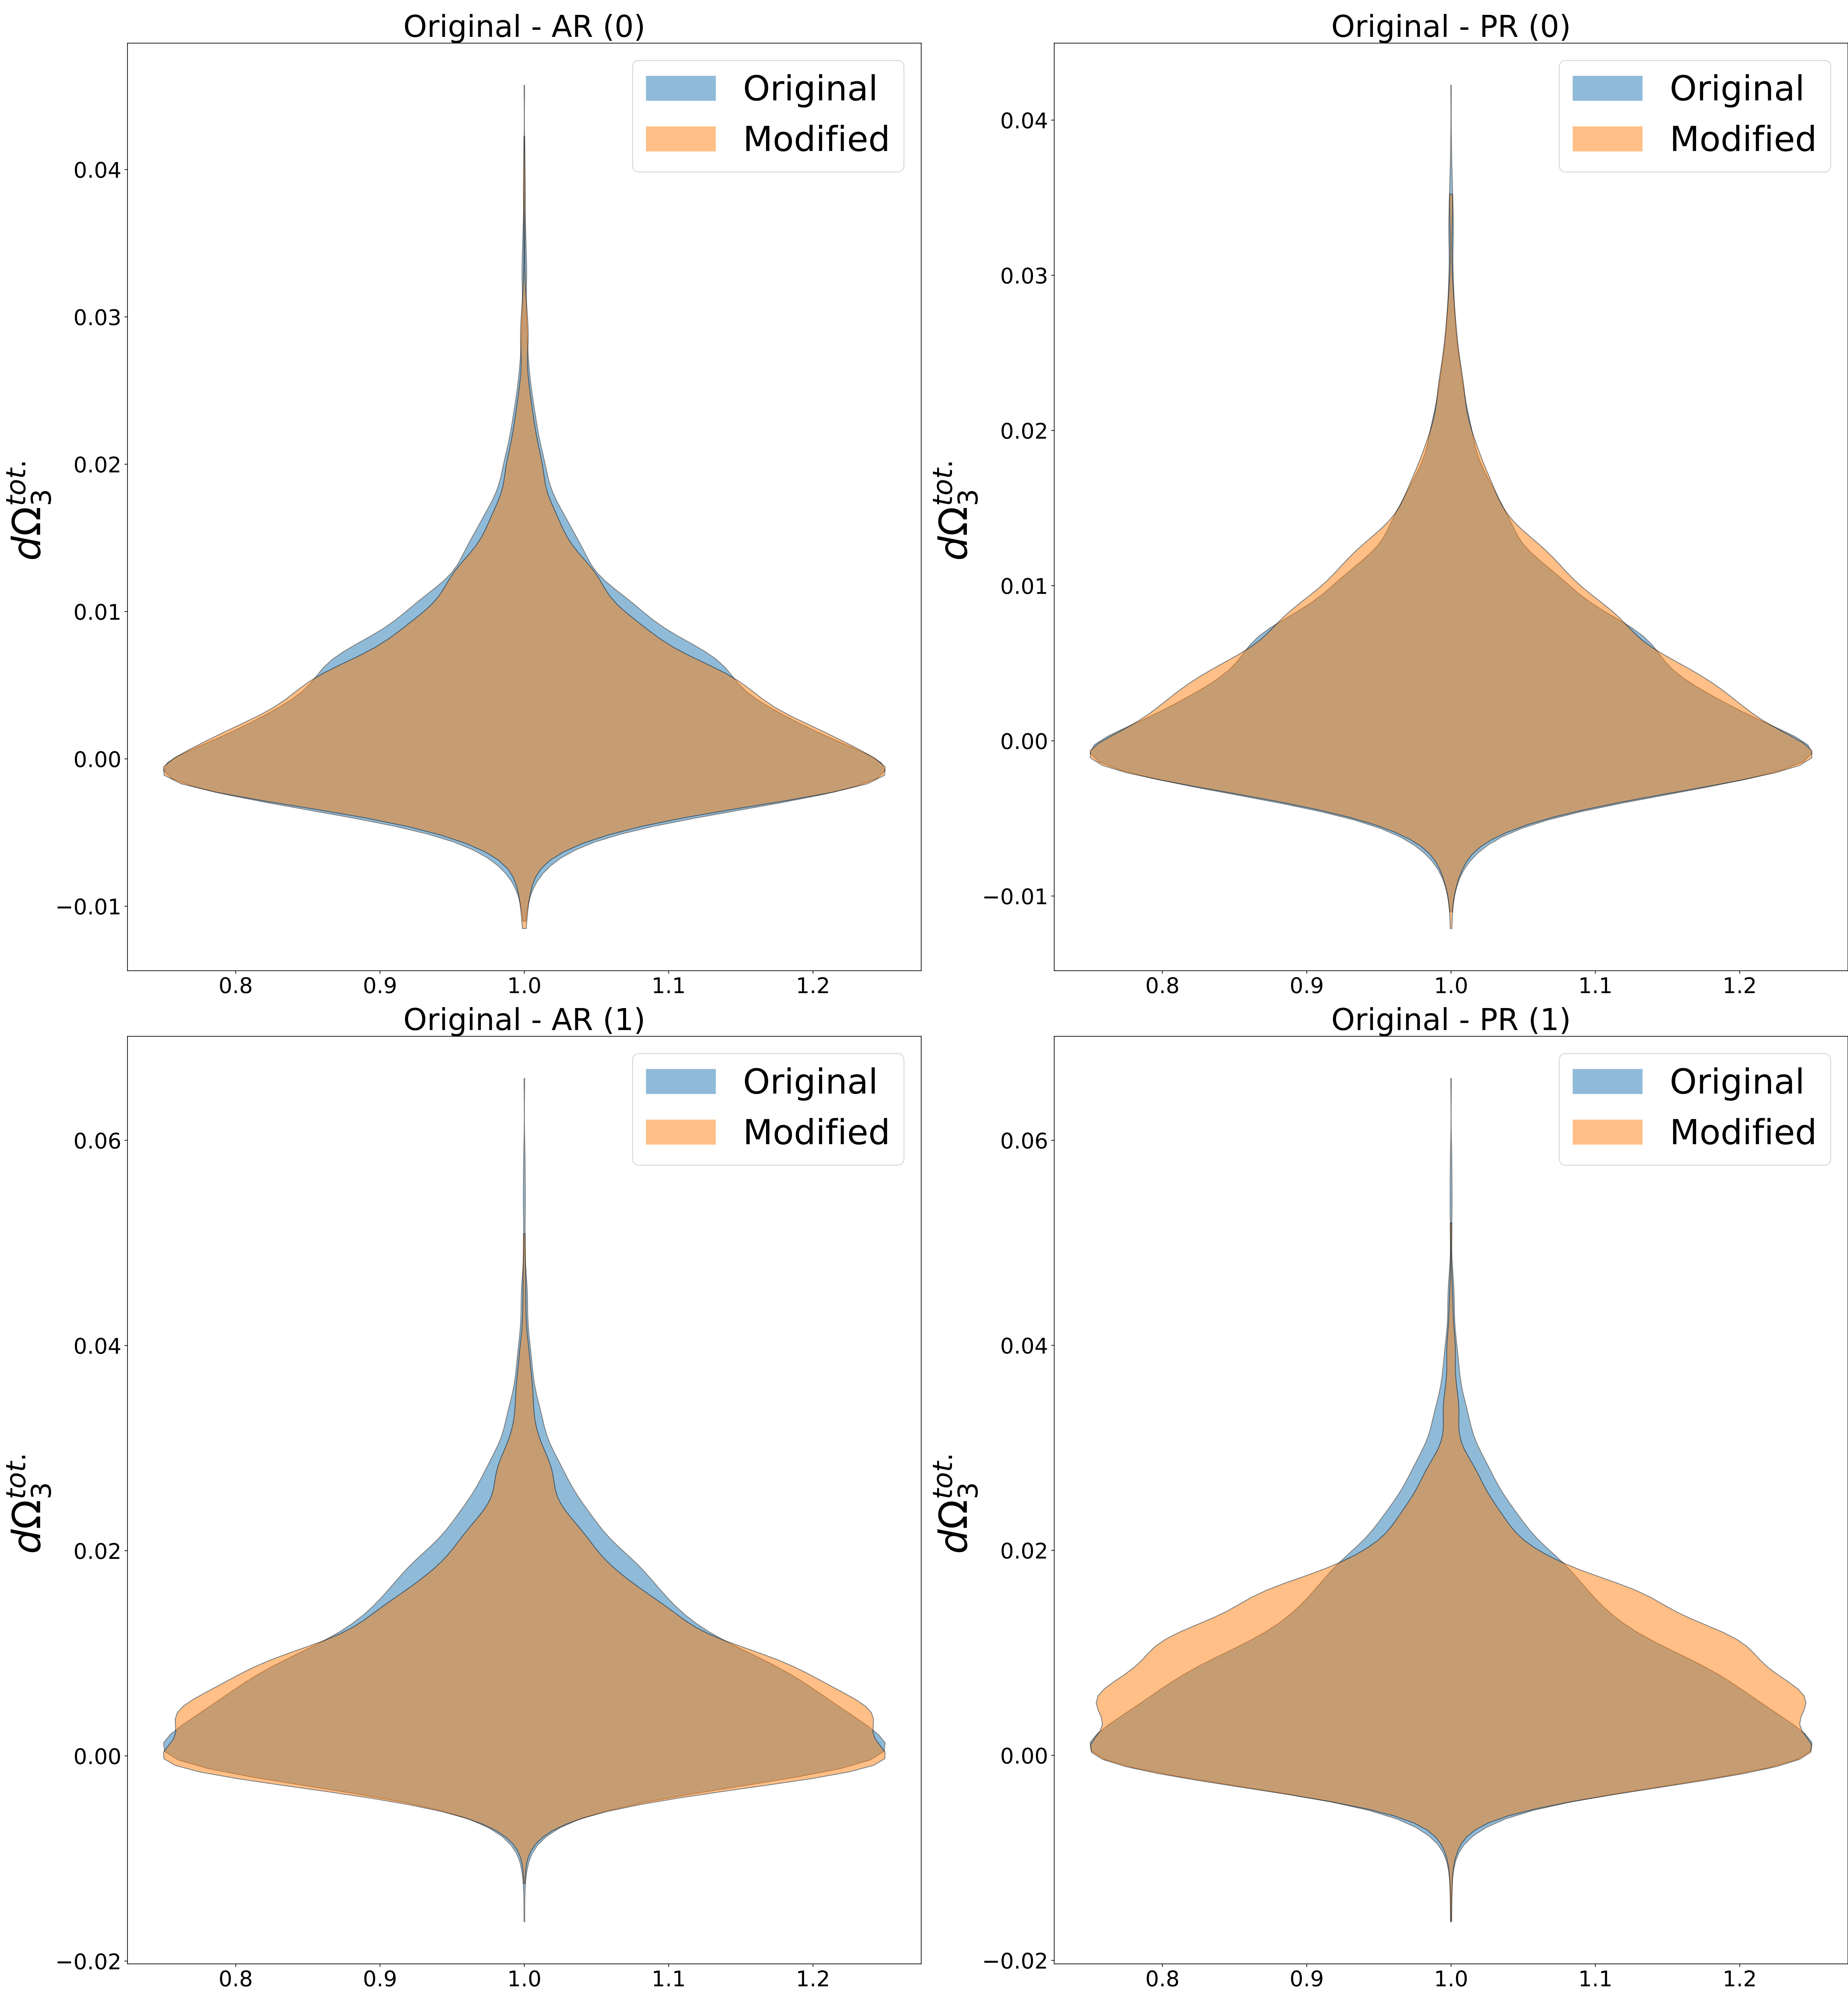 Original - AR (0)
Original
Modified
dΩ₃ᵗᵒᵗ·
0.04
0.03
0.02
0.01
0.00
−0.01
0.8 0.9 1.0 1.1 1.2
Original - PR (0)
Original
Modified
dΩ₃ᵗᵒᵗ·
0.04
0.03
0.02
0.01
0.00
−0.01
0.8 0.9 1.0 1.1 1.2
Original - AR (1)
Original
Modified
dΩ₃ᵗᵒᵗ·
0.06
0.04
0.02
0.00
−0.02
0.8 0.9 1.0 1.1 1.2
Original - PR (1)
Original
Modified
dΩ₃ᵗᵒᵗ·
0.06
0.04
0.02
0.00
−0.02
0.8 0.9 1.0 1.1 1.2